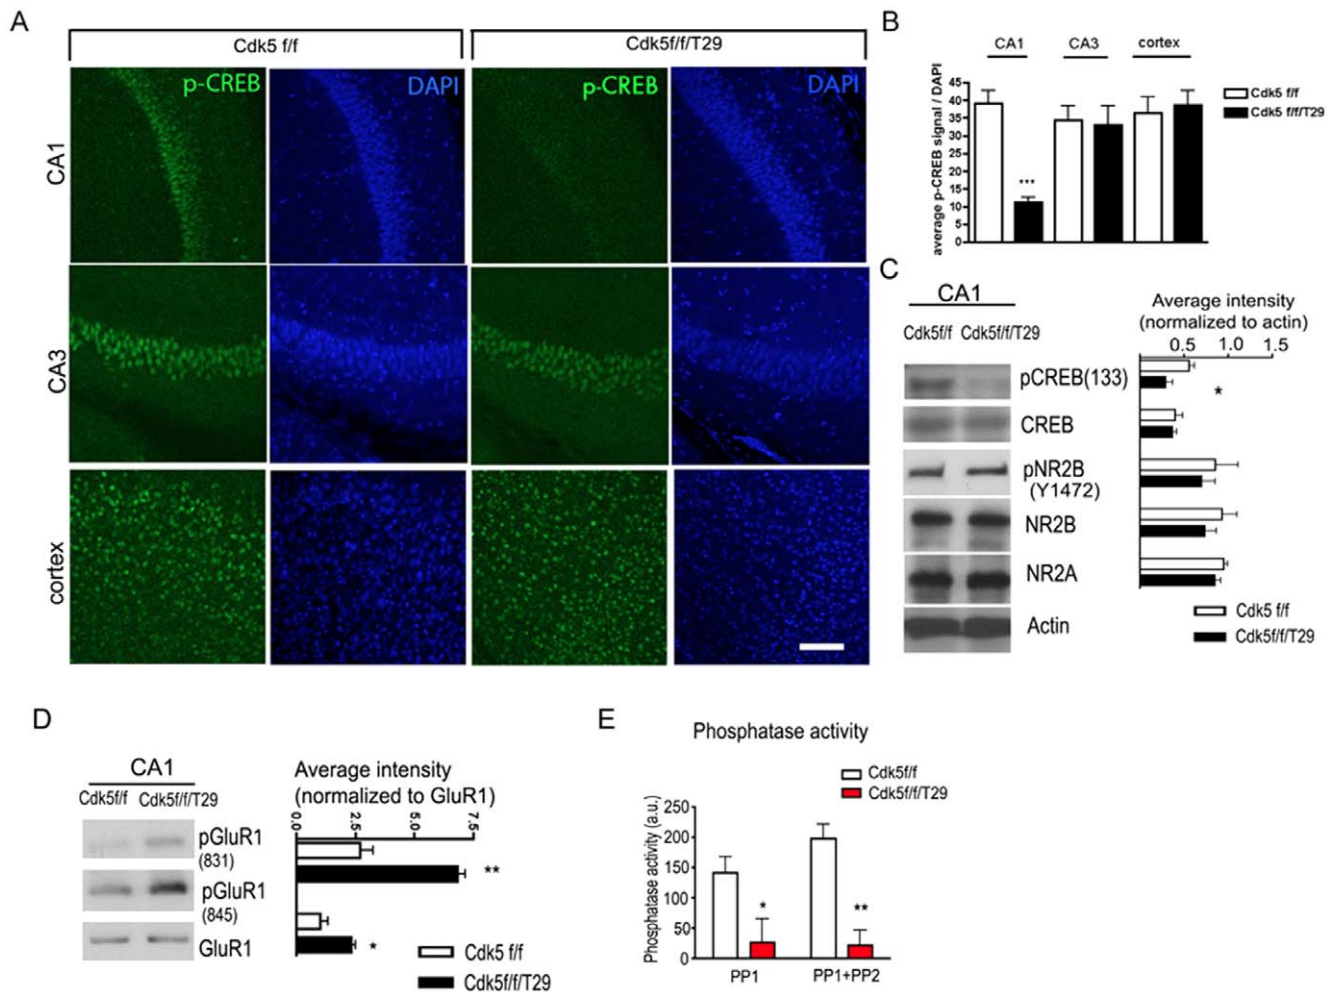 A
Cdk5 f/f
Cdk5f/f/T29
p-CREB
DAPI
p-CREB
DAPI
CA1
CA3
cortex
B
CA1
CA3
cortex
average p-CREB signal / DAPI
45
40
35
30
25
20
15
10
5
0
***
Cdk5 f/f
Cdk5 f/f/T29
C
CA1
Cdk5f/f Cdk5f/f/T29
pCREB(133)
CREB
pNR2B
(Y1472)
NR2B
NR2A
Actin
Average intensity
(normalized to actin)
0.5 1.0 1.5
*
Cdk5 f/f
Cdk5f/f/T29
D
CA1
Cdk5f/f Cdk5f/f/T29
pGluR1
(831)
pGluR1
(845)
GluR1
Average intensity
(normalized to GluR1)
0.0 2.5 5.0 7.5
**
*
Cdk5 f/f
Cdk5f/f/T29
E
Phosphatase activity
Cdk5f/f
Cdk5f/f/T29
Phosphatase activity (a.u.)
250
200
150
100
50
0
*
**
PP1
PP1+PP2